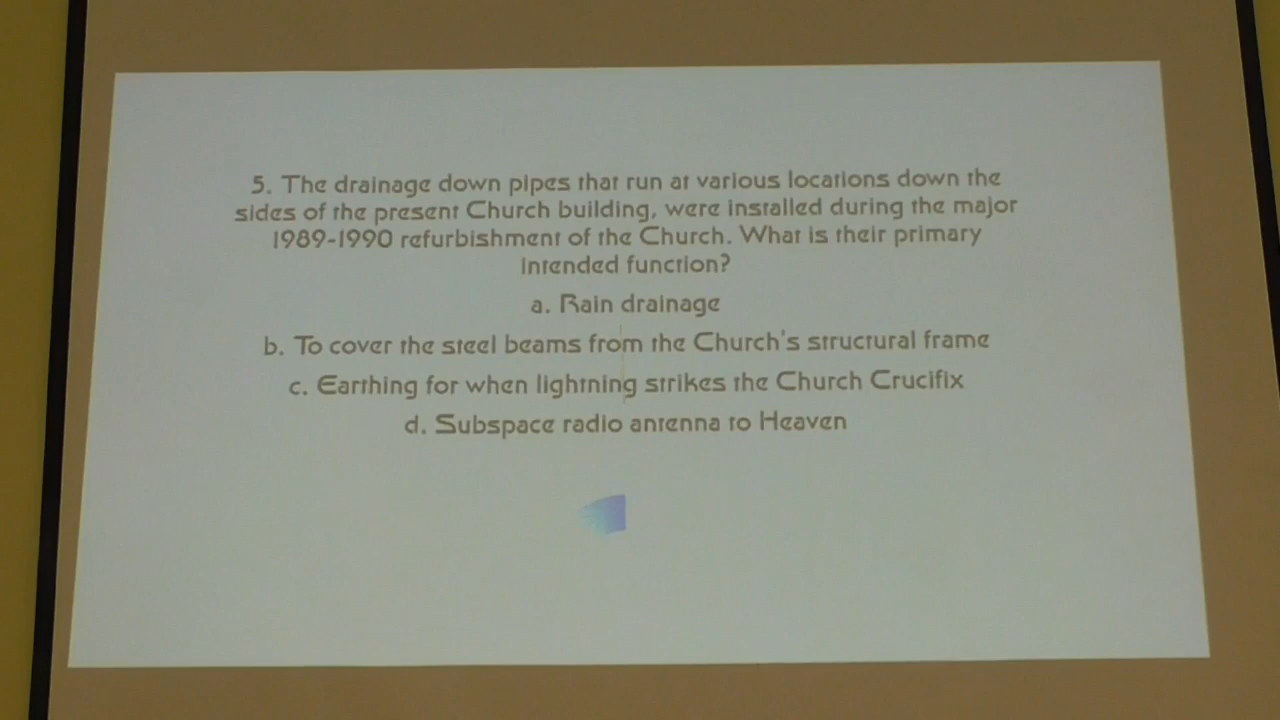 5. The drainage down pipes that run at various locations down the
sides of the present Church building, were installed during the major
1989-1990 refurbishment of the Church. What is their primary
intended function?
a. Rain drainage
b. To cover the steel beams from the Church's structural frame
c. Earthing for when lightning strikes the Church Crucifix
d. Subspace radio antenna to Heaven